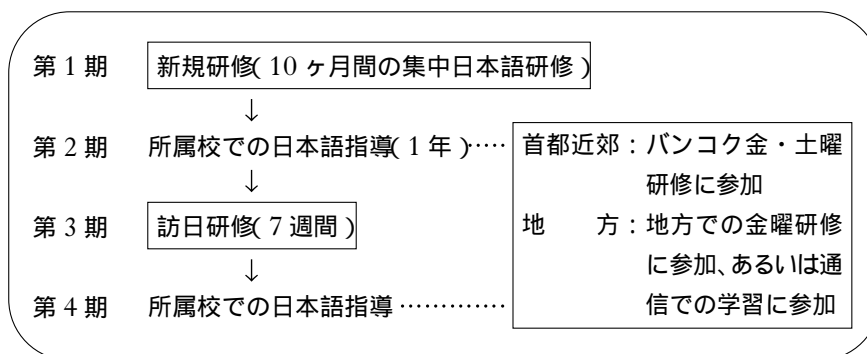 第1期 新規研修(10ヶ月間の集中日本語研修)
↓
第2期 所属校での日本語指導(1年)‥‥‥
↓
第3期 訪日研修(7週間)
↓
第4期 所属校での日本語指導‥‥‥‥‥‥
首都近郊:バンコク金・土曜
研修に参加
地方:地方での金曜研修
に参加、あるいは通
信での学習に参加